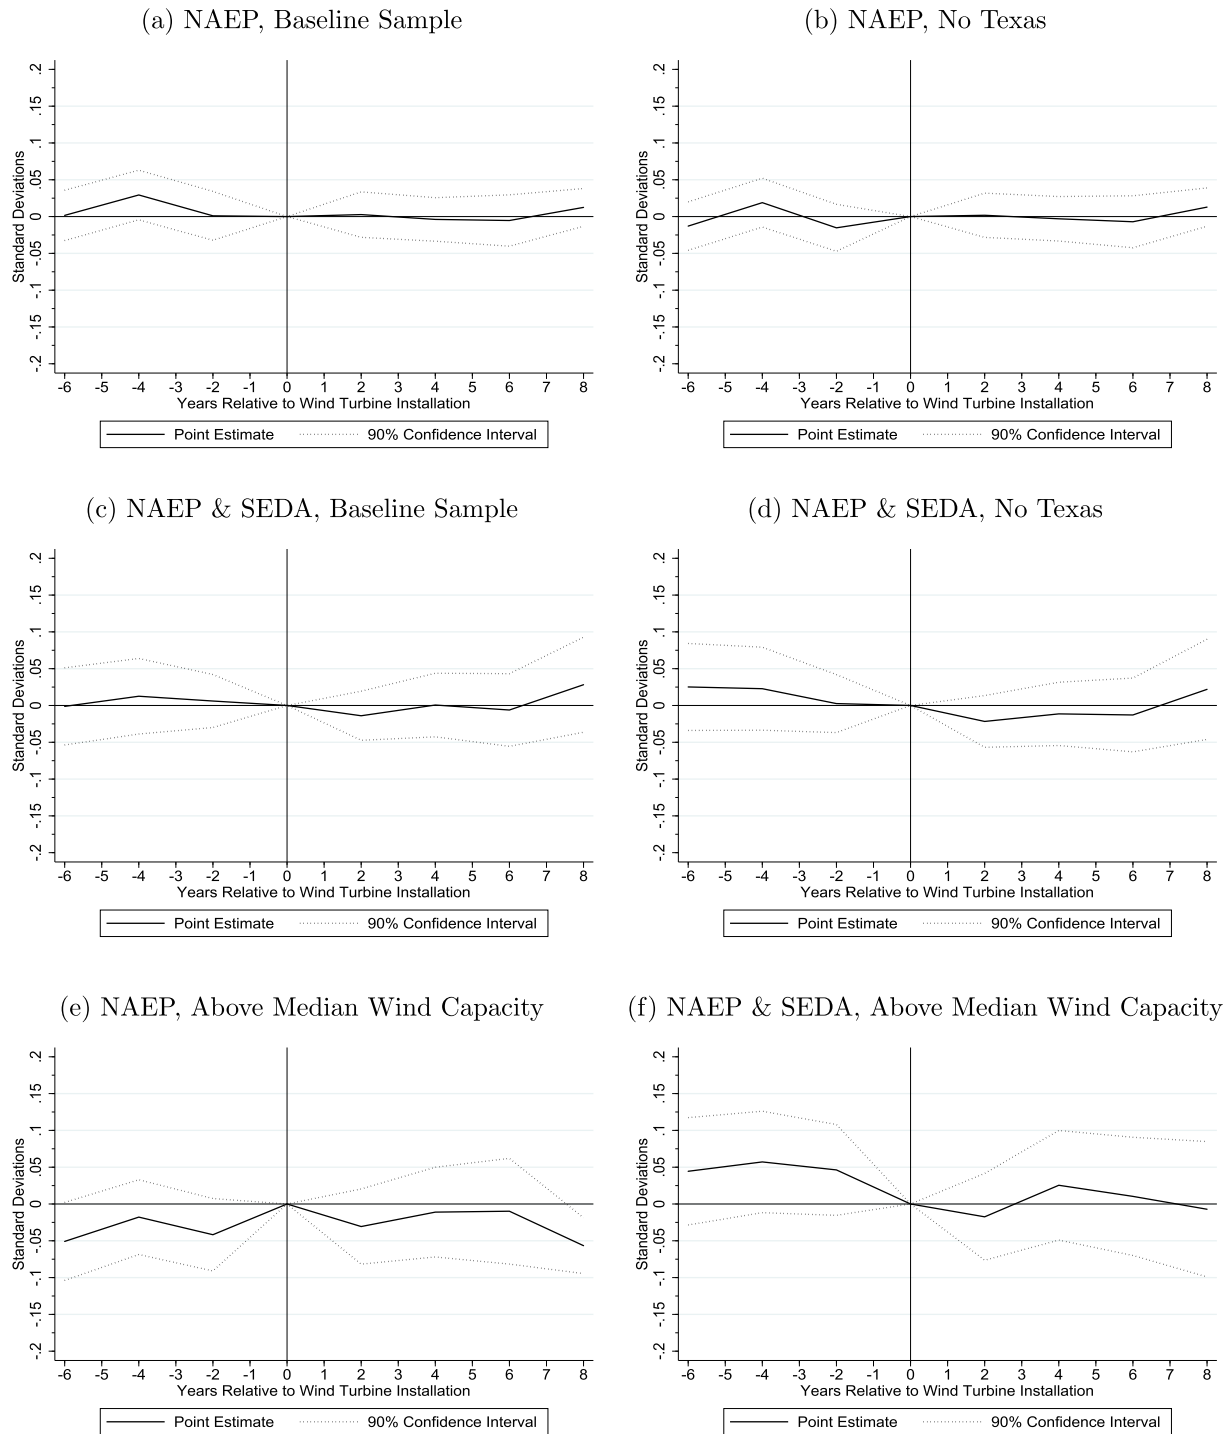 (a) NAEP, Baseline Sample
.2
.15
.1
.05
0
-.05
-.1
-.15
-.2
Standard Deviations
-6 -5 -4 -3 -2 -1 0 1 2 3 4 5 6 7 8
Years Relative to Wind Turbine Installation
Point Estimate 90% Confidence Interval
(b) NAEP, No Texas
.2
.15
.1
.05
0
-.05
-.1
-.15
-.2
Standard Deviations
-6 -5 -4 -3 -2 -1 0 1 2 3 4 5 6 7 8
Years Relative to Wind Turbine Installation
Point Estimate 90% Confidence Interval
(c) NAEP & SEDA, Baseline Sample
.2
.15
.1
.05
0
-.05
-.1
-.15
-.2
Standard Deviations
-6 -5 -4 -3 -2 -1 0 1 2 3 4 5 6 7 8
Years Relative to Wind Turbine Installation
Point Estimate 90% Confidence Interval
(d) NAEP & SEDA, No Texas
.2
.15
.1
.05
0
-.05
-.1
-.15
-.2
Standard Deviations
-6 -5 -4 -3 -2 -1 0 1 2 3 4 5 6 7 8
Years Relative to Wind Turbine Installation
Point Estimate 90% Confidence Interval
(e) NAEP, Above Median Wind Capacity
.2
.15
.1
.05
0
-.05
-.1
-.15
-.2
Standard Deviations
-6 -5 -4 -3 -2 -1 0 1 2 3 4 5 6 7 8
Years Relative to Wind Turbine Installation
Point Estimate 90% Confidence Interval
(f) NAEP & SEDA, Above Median Wind Capacity
.2
.15
.1
.05
0
-.05
-.1
-.15
-.2
Standard Deviations
-6 -5 -4 -3 -2 -1 0 1 2 3 4 5 6 7 8
Years Relative to Wind Turbine Installation
Point Estimate 90% Confidence Interval